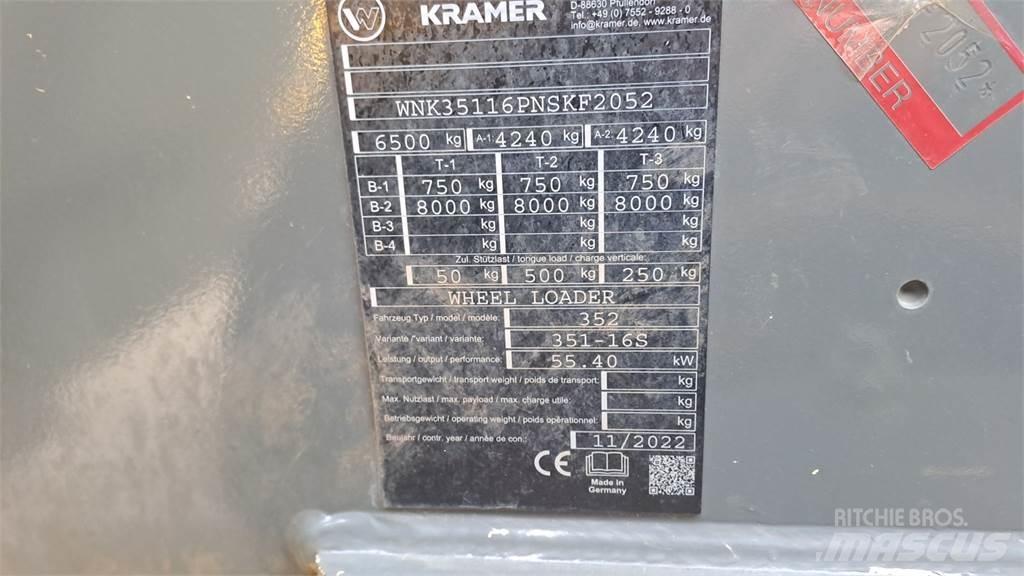 KRAMER
D-88630 Pfullendorf
Tel.: +49 (0) 7552 - 9288 - 0
info@kramer.de, www.kramer.de
WNK35116PNSKF2052
6500 kg A-1 4240 kg A-2 4240 kg
T-1 T-2 T-3
B-1 750 kg 750 kg 750 kg
B-2 8000 kg 8000 kg 8000 kg
B-3 kg kg kg
B-4 kg kg kg
Zul. Stützlast / tongue load / charge verticale:
50 kg 500 kg 250 kg
WHEEL LOADER
Fahrzeug Typ / model / modèle: 352
Variante /"variant / variante: 351-16S
Leistung / output / performance: 55.40 kW
Transportgewicht / transport weight / poids de transport: kg
Max. Nutzlast / max. payload / max. charge utile: kg
Betriebsgewicht / operating weight / poids opérationnel: kg
Baujahr / contr. year / année de con.: 11/2022
CE
Made in
Germany
F2052*
NUMBER
RITCHIE BROS.
MASCUS